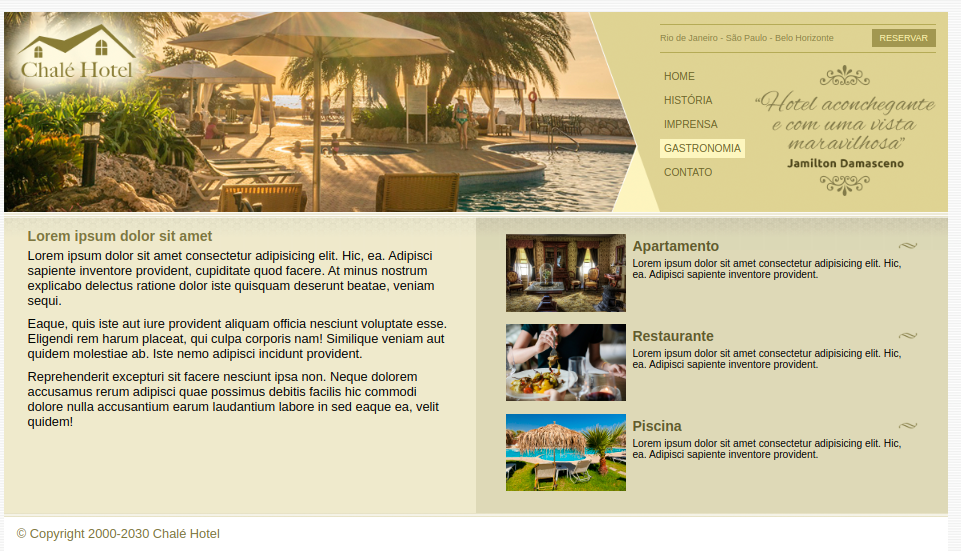 Chalé Hotel
Rio de Janeiro - São Paulo - Belo Horizonte
RESERVAR
HOME
HISTÓRIA
IMPRENSA
GASTRONOMIA
CONTATO
“Hotel aconchegante
e com uma vista
maravilhosa”
Jamilton Damasceno
Lorem ipsum dolor sit amet
Lorem ipsum dolor sit amet consectetur adipisicing elit. Hic, ea. Adipisci
sapiente inventore provident, cupiditate quod facere. At minus nostrum
explicabo delectus ratione dolor iste quisquam deserunt beatae, veniam
sequi.
Eaque, quis iste aut iure provident aliquam officia nesciunt voluptate esse.
Eligendi rem harum placeat, qui culpa corporis nam! Similique veniam aut
quidem molestiae ab. Iste nemo adipisci incidunt provident.
Reprehenderit excepturi sit facere nesciunt ipsa non. Neque dolorem
accusamus rerum adipisci quae possimus debitis facilis hic commodi
dolore nulla accusantium earum laudantium labore in sed eaque ea, velit
quidem!
Apartamento
Lorem ipsum dolor sit amet consectetur adipisicing elit. Hic,
ea. Adipisci sapiente inventore provident.
Restaurante
Lorem ipsum dolor sit amet consectetur adipisicing elit. Hic,
ea. Adipisci sapiente inventore provident.
Piscina
Lorem ipsum dolor sit amet consectetur adipisicing elit. Hic,
ea. Adipisci sapiente inventore provident.
© Copyright 2000-2030 Chalé Hotel